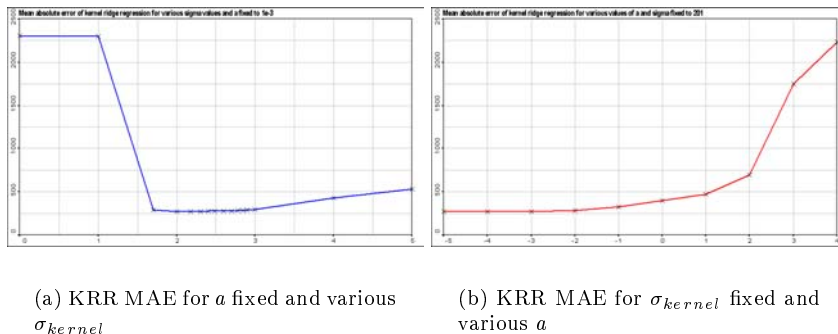 Mean absolute error of kernel ridge regression for various sigma values and a fixed to 1e-3
2500
2000
1500
1000
500
0
0 1 2 3 4 5
Mean absolute error of kernel ridge regression for various values of a and sigma fixed to 201
2500
2000
1500
1000
500
0
-5 -4 -3 -2 -1 0 1 2 3 4
(a) KRR MAE for a fixed and various
σkernel
(b) KRR MAE for σkernel fixed and
various a